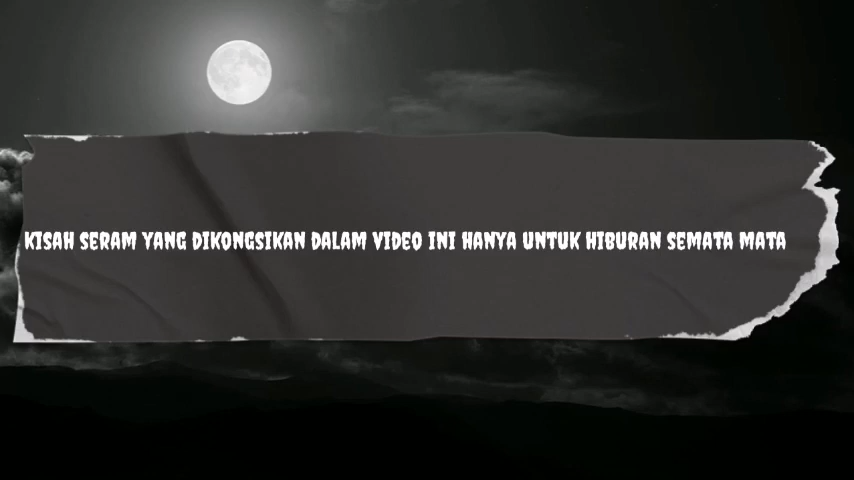 KISAH SERAM YANG DIKONGSIKAN DALAM VIDEO INI HANYA UNTUK HIBURAN SEMATA MATA